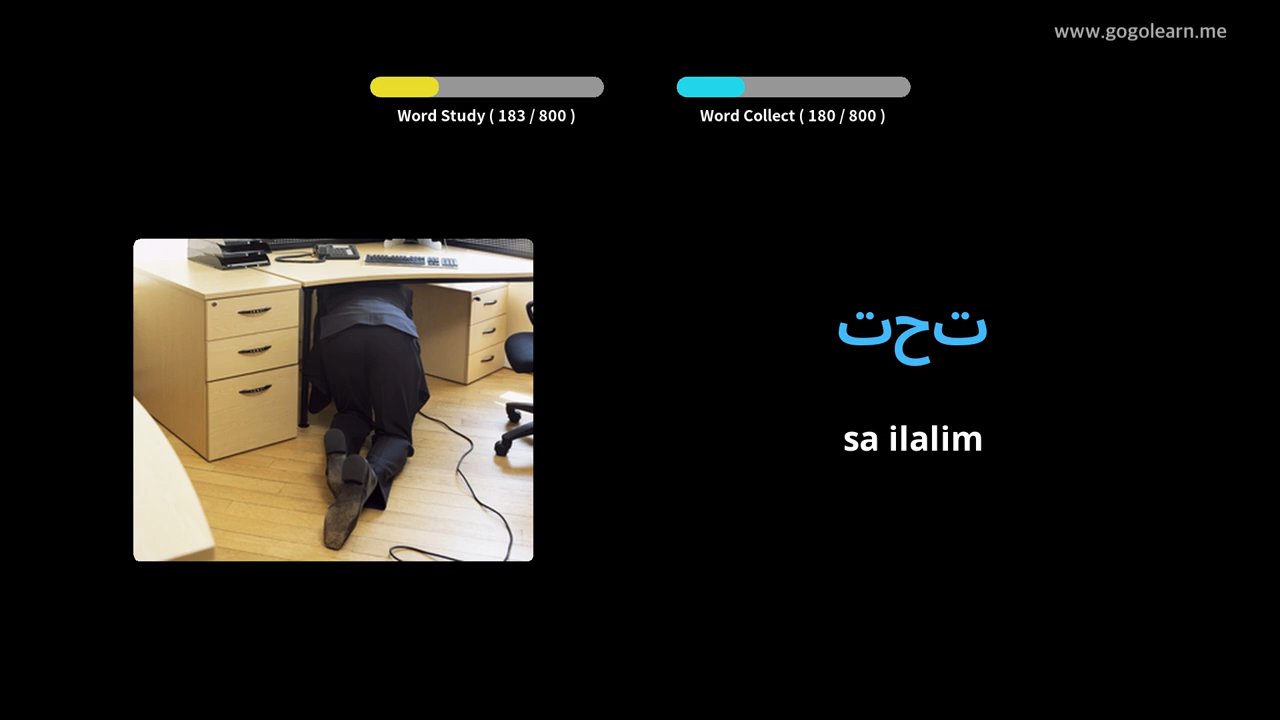 www.gogolearn.me
Word Study ( 183 / 800 )
Word Collect ( 180 / 800 )
تحت
sa ilalim